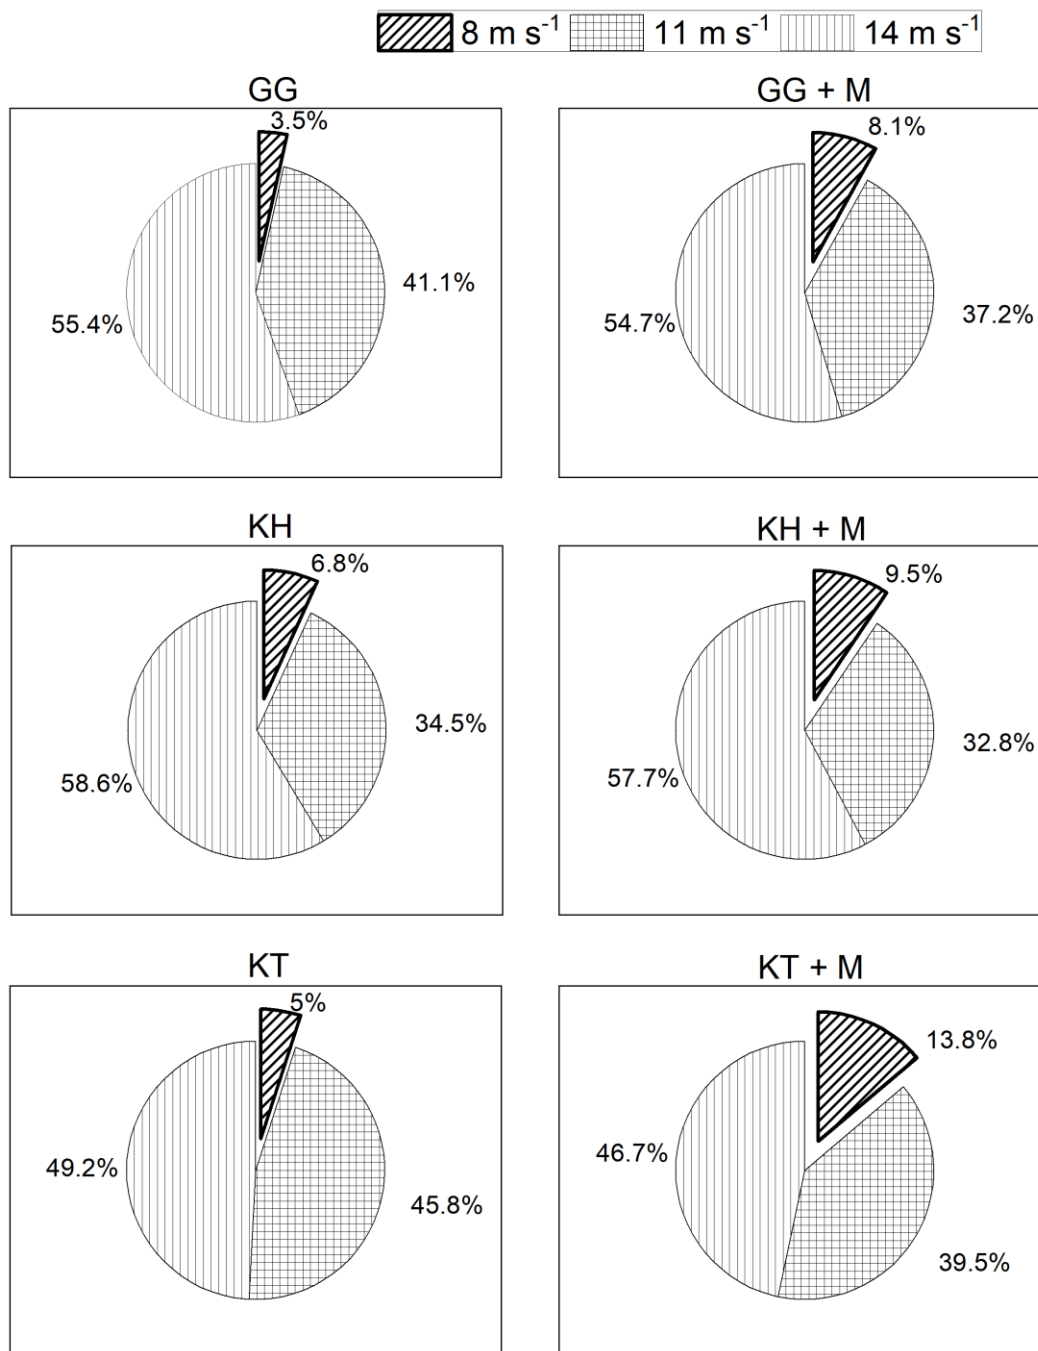 8 m s⁻¹ 11 m s⁻¹ 14 m s⁻¹
GG
3.5%
41.1%
55.4%
GG + M
8.1%
37.2%
54.7%
KH
6.8%
34.5%
58.6%
KH + M
9.5%
32.8%
57.7%
KT
5%
45.8%
49.2%
KT + M
13.8%
39.5%
46.7%